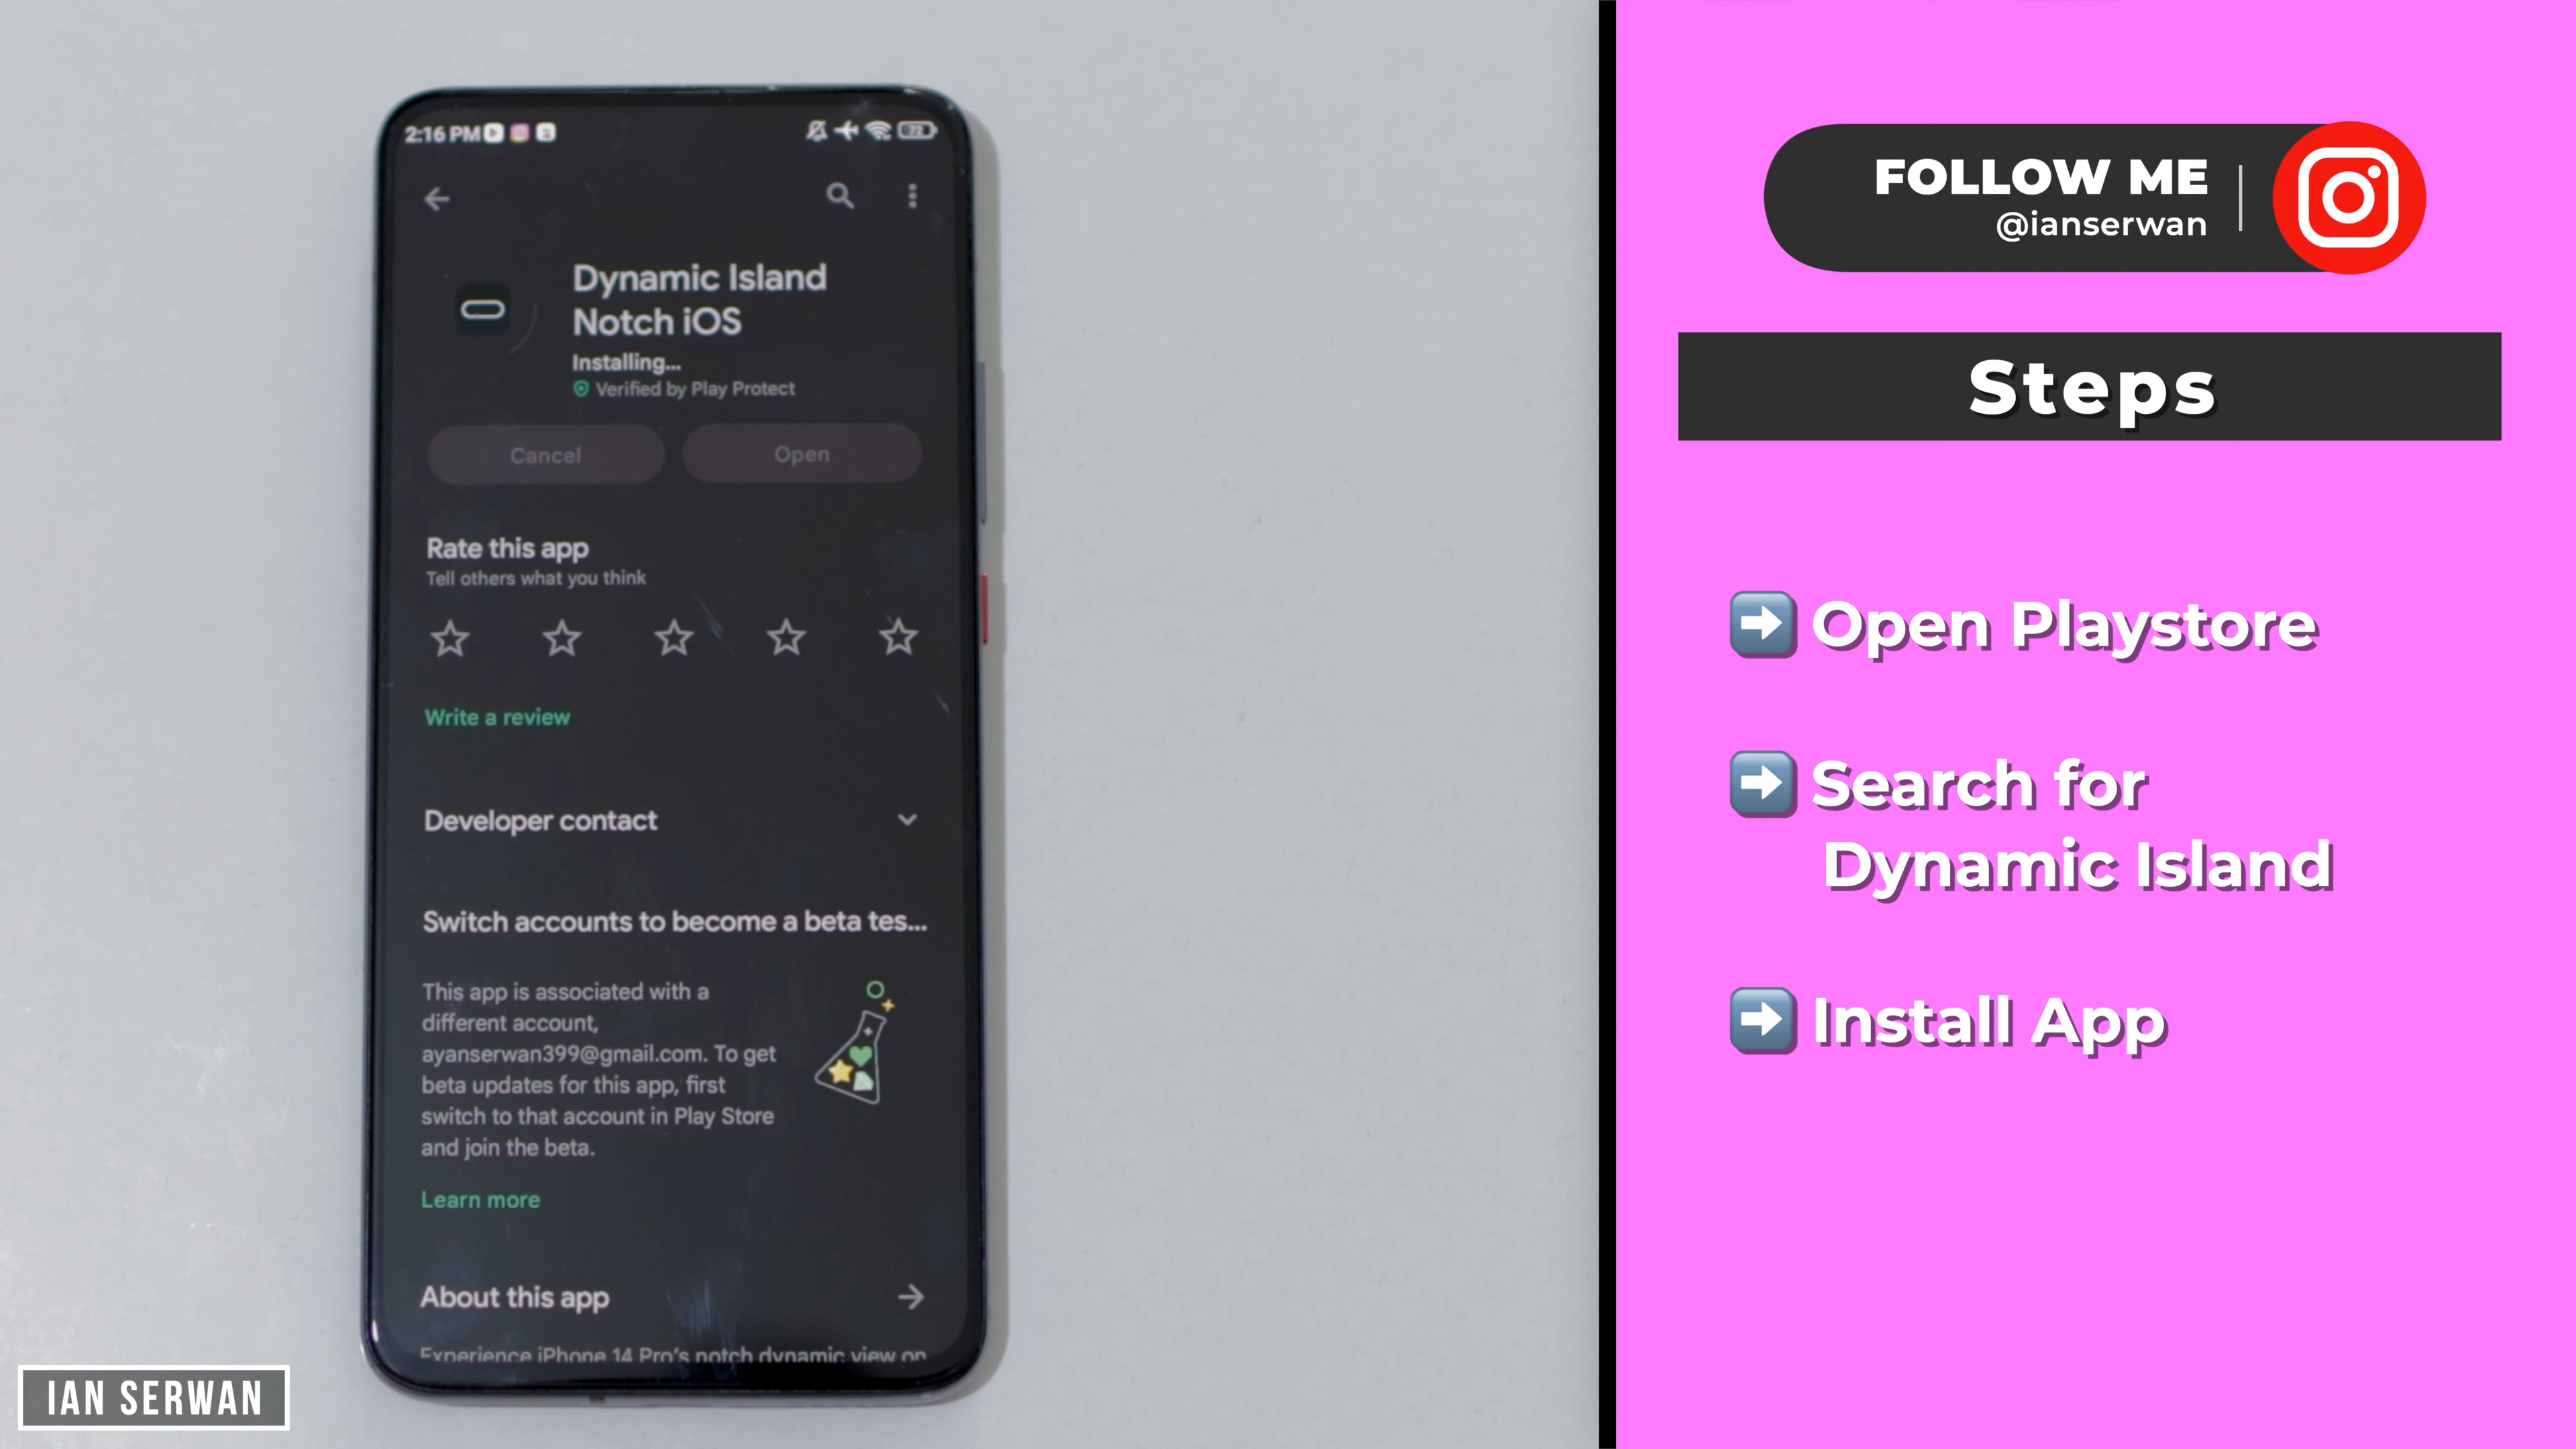 2:16 PM
72
Dynamic Island
Notch iOS
Installing...
Verified by Play Protect
Cancel
Open
Rate this app
Tell others what you think
Write a review
Developer contact
Switch accounts to become a beta tes...
This app is associated with a
different account,
ayanserwan399@gmail.com. To get
beta updates for this app, first
switch to that account in Play Store
and join the beta.
Learn more
About this app
Experience iPhone 14 Pro's notch dynamic view on
IAN SERWAN
FOLLOW ME
@ianserwan
Steps
Open Playstore
Search for
Dynamic Island
Install App